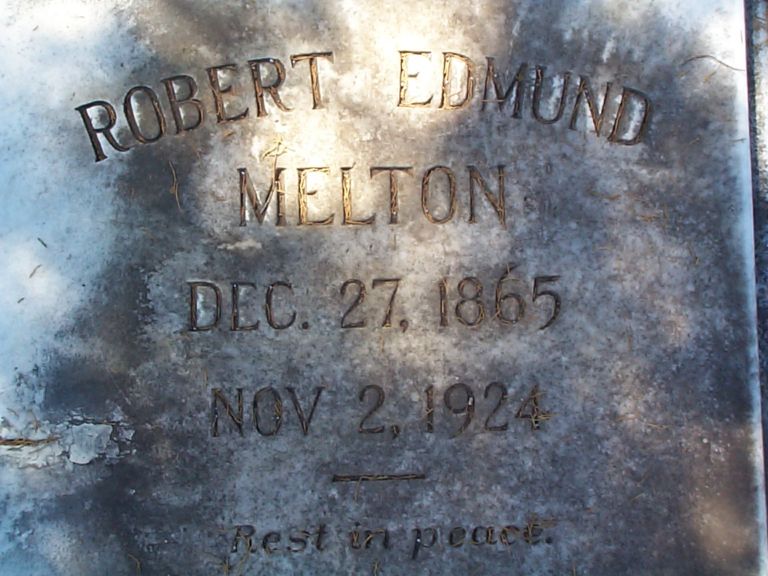 ROBERT EDMUND
MELTON
DEC. 27, 1865
NOV 2, 1924
Rest in peace.